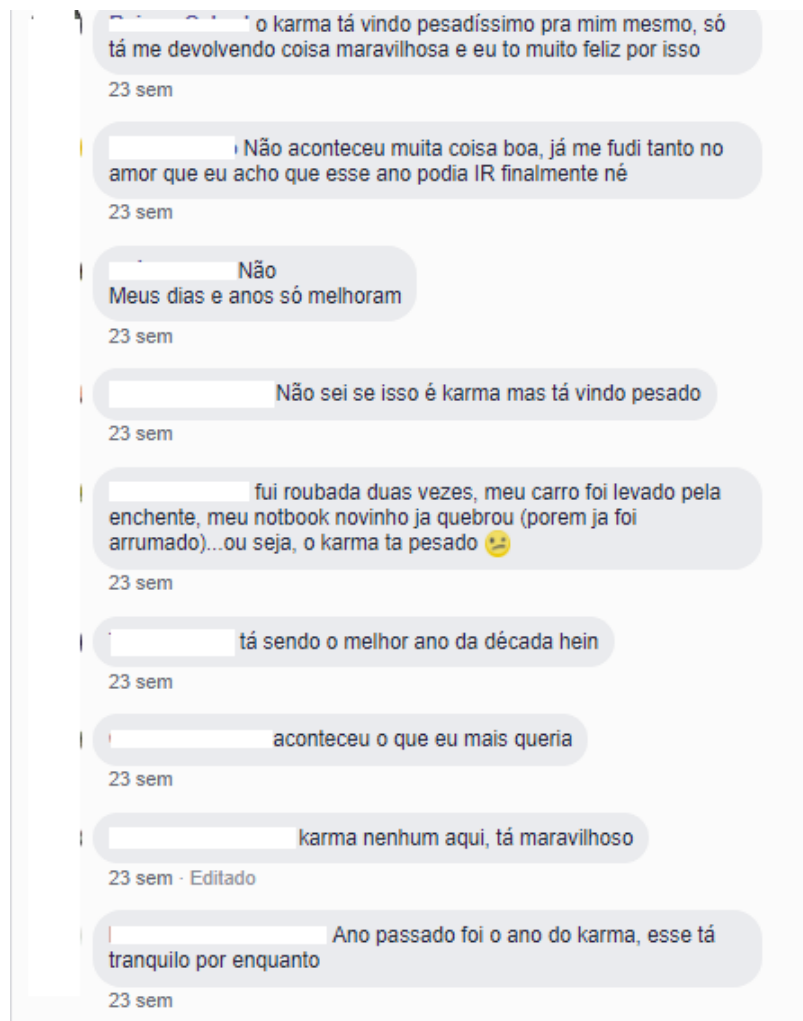 o karma tá vindo pesadíssimo pra mim mesmo, só
tá me devolvendo coisa maravilhosa e eu to muito feliz por isso
23 sem
Não aconteceu muita coisa boa, já me fudi tanto no
amor que eu acho que esse ano podia IR finalmente né
23 sem
Não
Meus dias e anos só melhoram
23 sem
Não sei se isso é karma mas tá vindo pesado
23 sem
fui roubada duas vezes, meu carro foi levado pela
enchente, meu notbook novinho ja quebrou (porem ja foi
arrumado)...ou seja, o karma ta pesado 😕
23 sem
tá sendo o melhor ano da década hein
23 sem
aconteceu o que eu mais queria
23 sem
karma nenhum aqui, tá maravilhoso
23 sem · Editado
Ano passado foi o ano do karma, esse tá
tranquilo por enquanto
23 sem